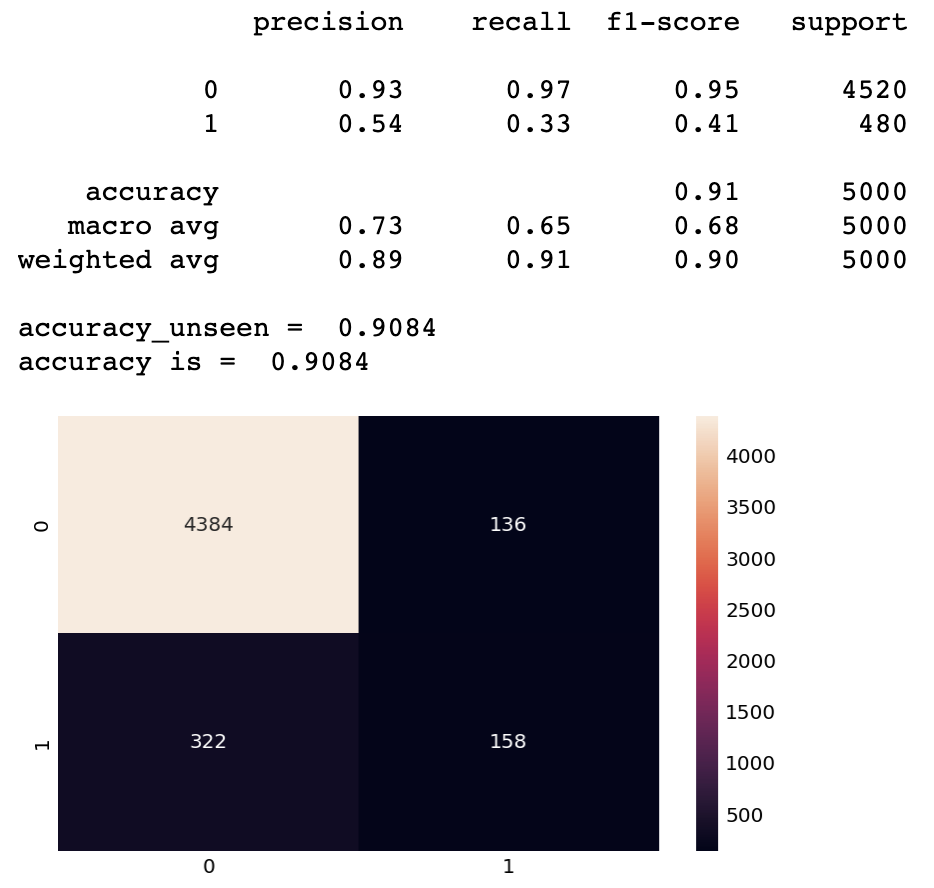 precision recall f1-score support
0 0.93 0.97 0.95 4520
1 0.54 0.33 0.41 480
accuracy 0.91 5000
macro avg 0.73 0.65 0.68 5000
weighted avg 0.89 0.91 0.90 5000
accuracy_unseen = 0.9084
accuracy is = 0.9084
4000
3500
0 4384 136
3000
2500
2000
1500
1 322 158
1000
500
0 1